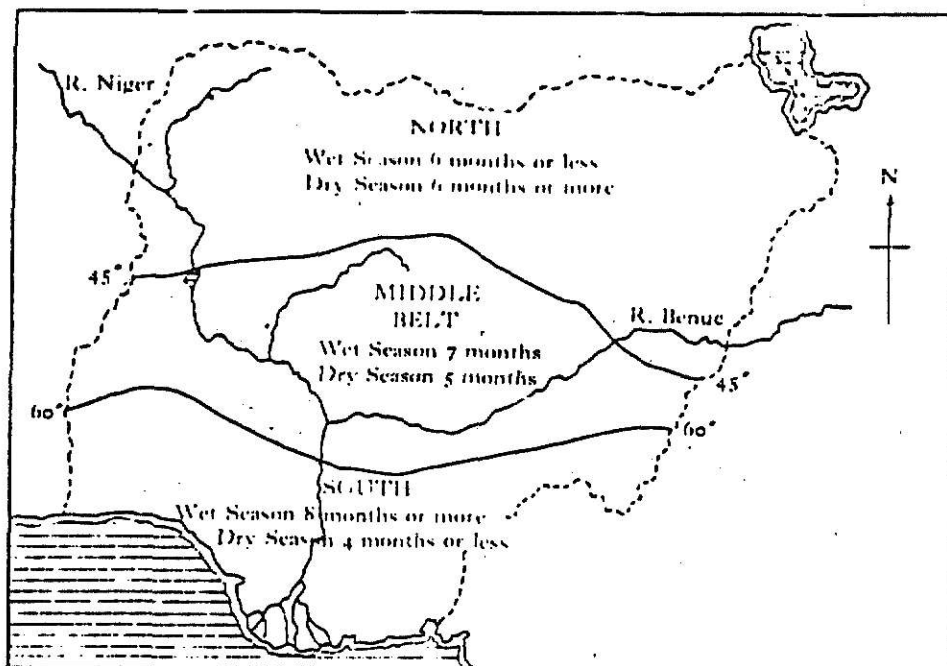 R. Niger
NORTH
Wet Season 6 months or less
Dry Season 6 months or more
N
45°
MIDDLE
BELT
R. Benue
Wet Season 7 months
Dry Season 5 months
45°
60°
60°
SOUTH
Wet Season 8 months or more
Dry Season 4 months or less